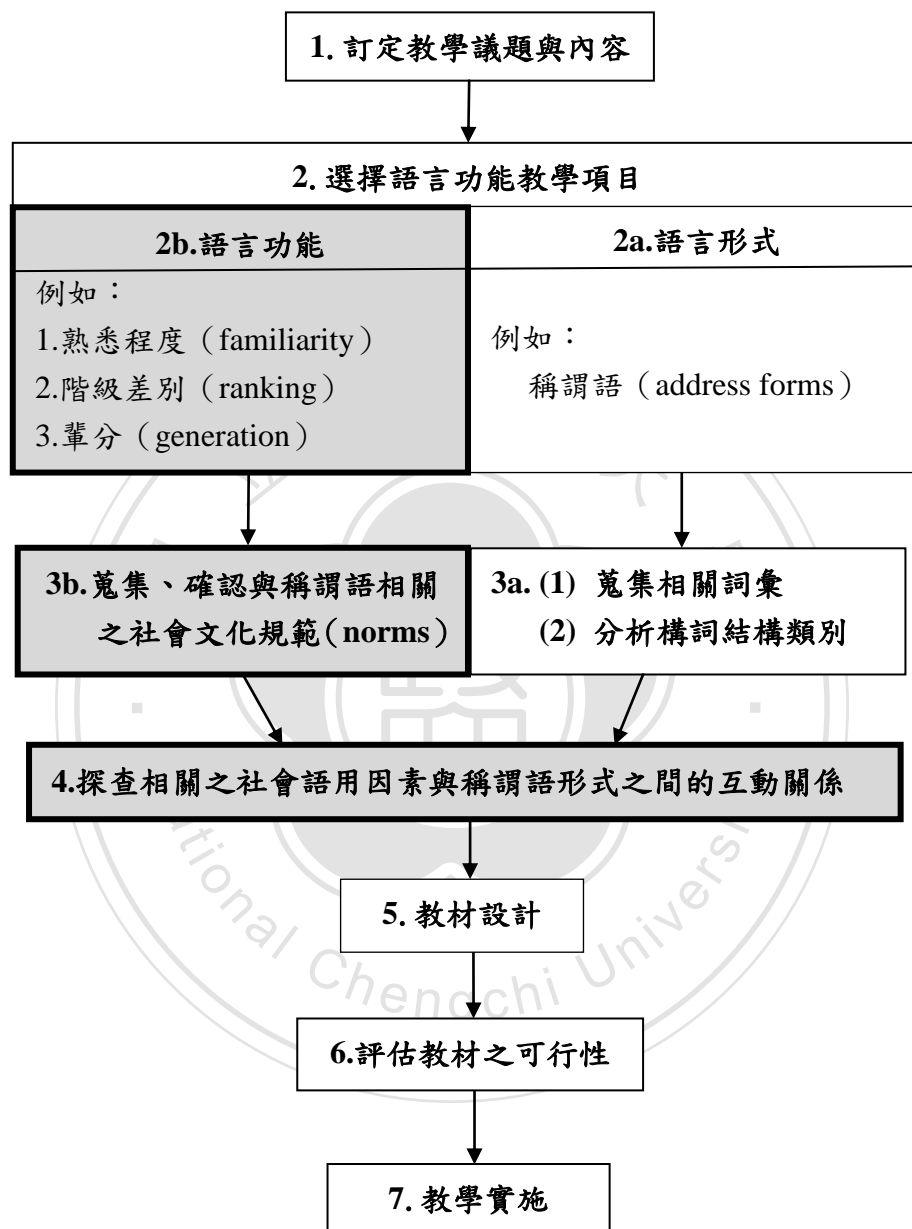 1. 訂定教學議題與內容
2. 選擇語言功能教學項目
2b.語言功能
例如：
1.熟悉程度（familiarity）
2.階級差別（ranking）
3.輩分（generation）
2a.語言形式
例如：
稱謂語（address forms）
3b.蒐集、確認與稱謂語相關
之社會文化規範(norms)
3a. (1) 蒐集相關詞彙
(2) 分析構詞結構類別
4.探查相關之社會語用因素與稱謂語形式之間的互動關係
5. 教材設計
6.評估教材之可行性
7. 教學實施
Chengchi Univers